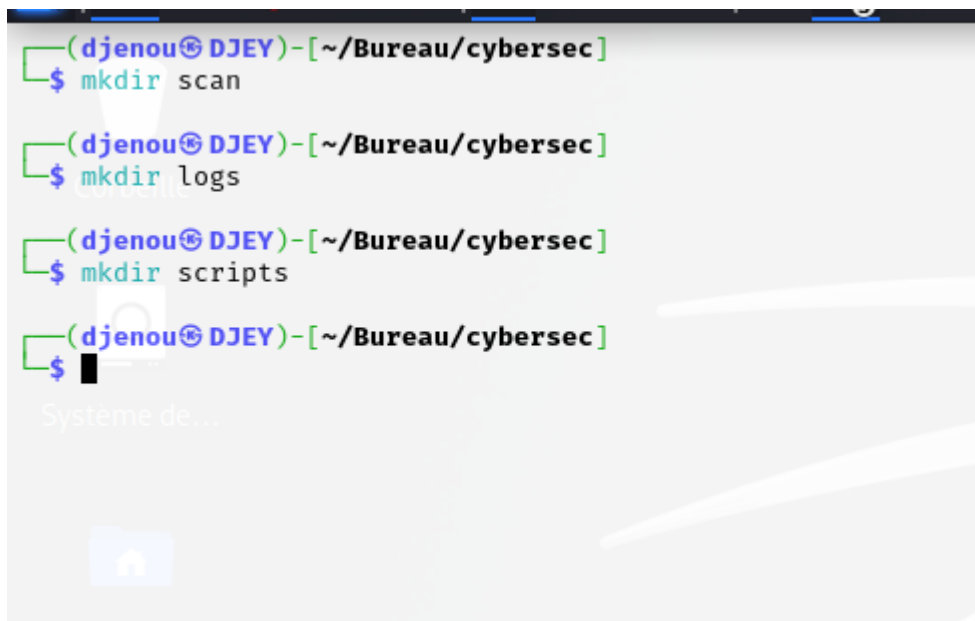 ┌──(djenou㉿DJEY)-[~/Bureau/cybersec]
└─$ mkdir scan
┌──(djenou㉿DJEY)-[~/Bureau/cybersec]
└─$ mkdir logs
Corbeille
┌──(djenou㉿DJEY)-[~/Bureau/cybersec]
└─$ mkdir scripts
┌──(djenou㉿DJEY)-[~/Bureau/cybersec]
└─$
Système de...